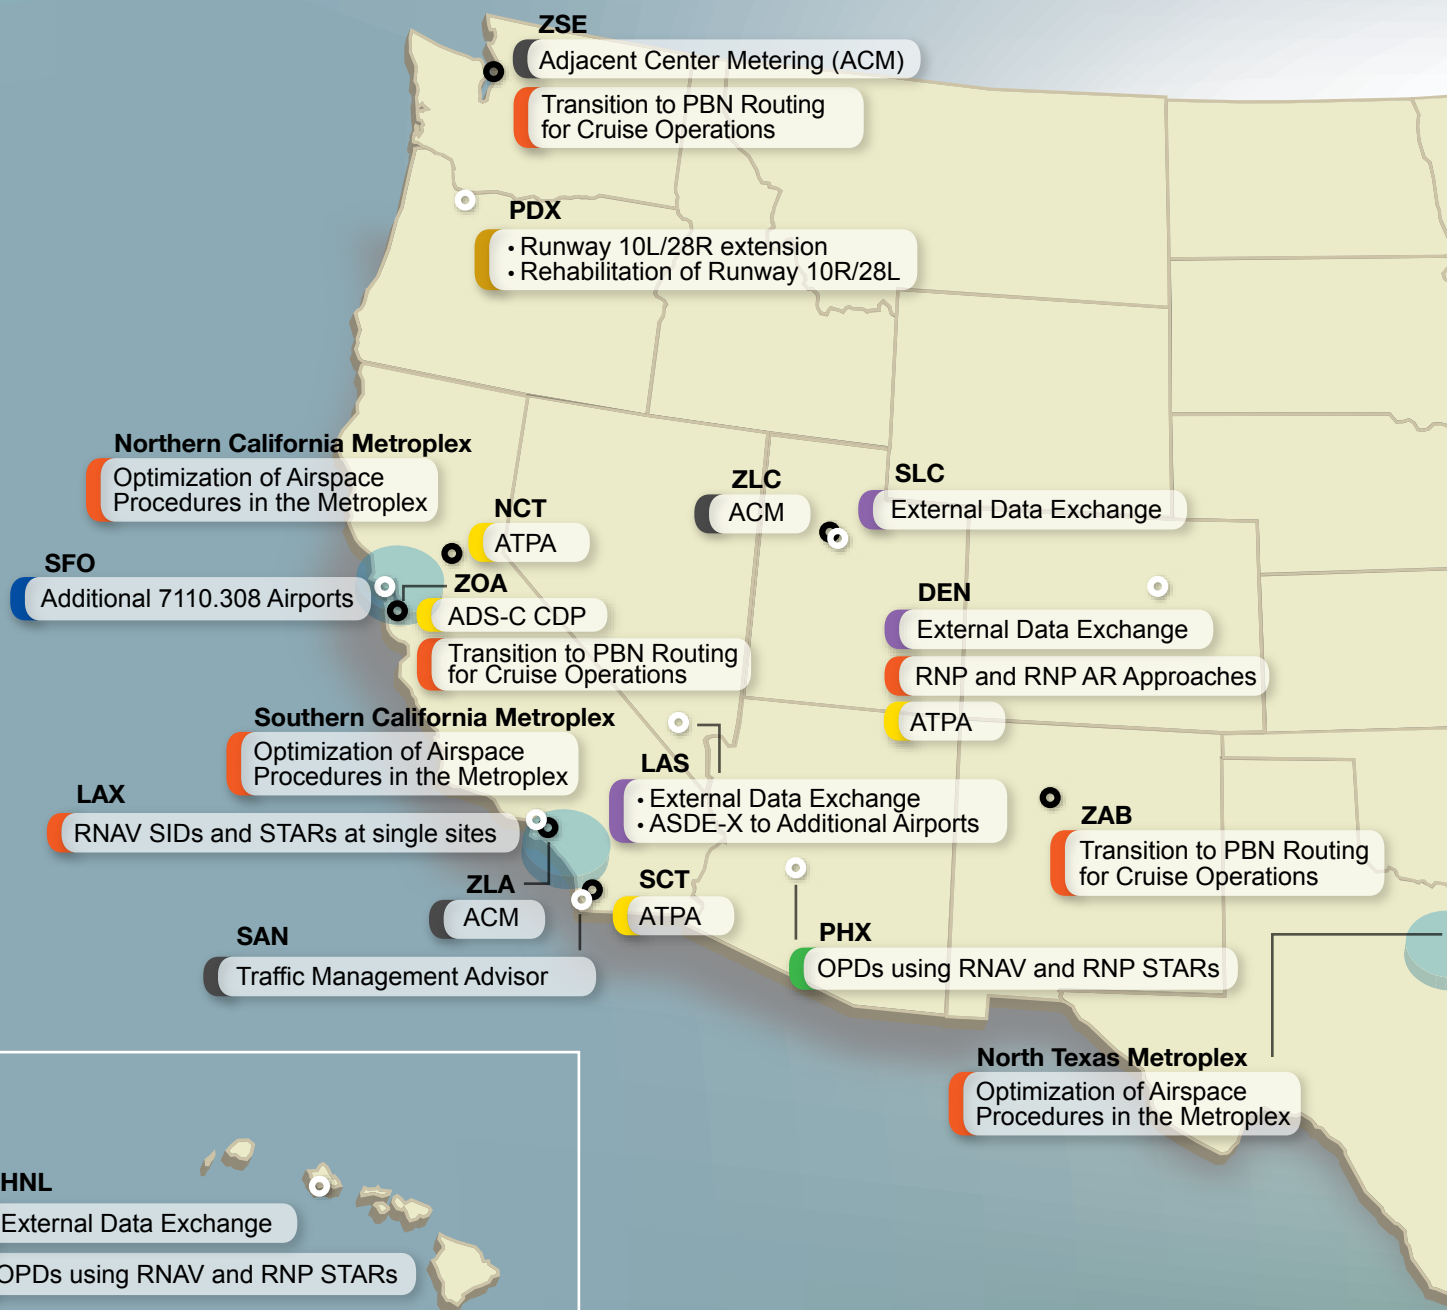 ZSE
Adjacent Center Metering (ACM)
Transition to PBN Routing
for Cruise Operations
PDX
• Runway 10L/28R extension
• Rehabilitation of Runway 10R/28L
Northern California Metroplex
Optimization of Airspace
Procedures in the Metroplex
NCT
ATPA
ZLC
ACM
SLC
External Data Exchange
SFO
Additional 7110.308 Airports
ZOA
ADS-C CDP
Transition to PBN Routing
for Cruise Operations
DEN
External Data Exchange
RNP and RNP AR Approaches
ATPA
Southern California Metroplex
Optimization of Airspace
Procedures in the Metroplex
LAS
• External Data Exchange
• ASDE-X to Additional Airports
LAX
RNAV SIDs and STARs at single sites
ZAB
Transition to PBN Routing
for Cruise Operations
ZLA
ACM
SCT
ATPA
SAN
Traffic Management Advisor
PHX
OPDs using RNAV and RNP STARs
North Texas Metroplex
Optimization of Airspace
Procedures in the Metroplex
HNL
External Data Exchange
OPDs using RNAV and RNP STARs